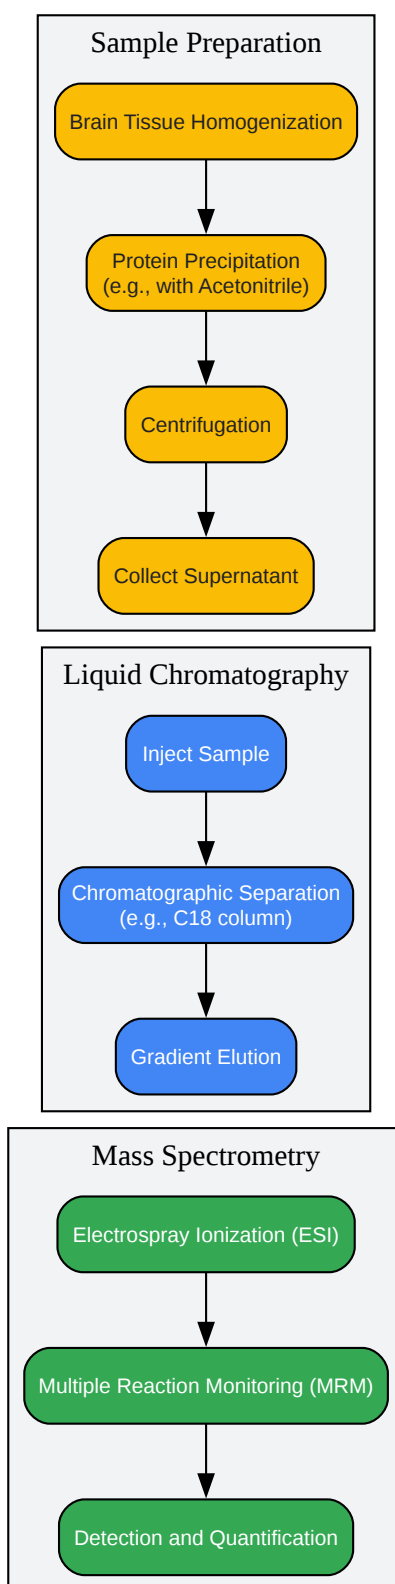 Sample Preparation
Brain Tissue Homogenization
Protein Precipitation
(e.g., with Acetonitrile)
Centrifugation
Collect Supernatant
Liquid Chromatography
Inject Sample
Chromatographic Separation
(e.g., C18 column)
Gradient Elution
Mass Spectrometry
Electrospray Ionization (ESI)
Multiple Reaction Monitoring (MRM)
Detection and Quantification